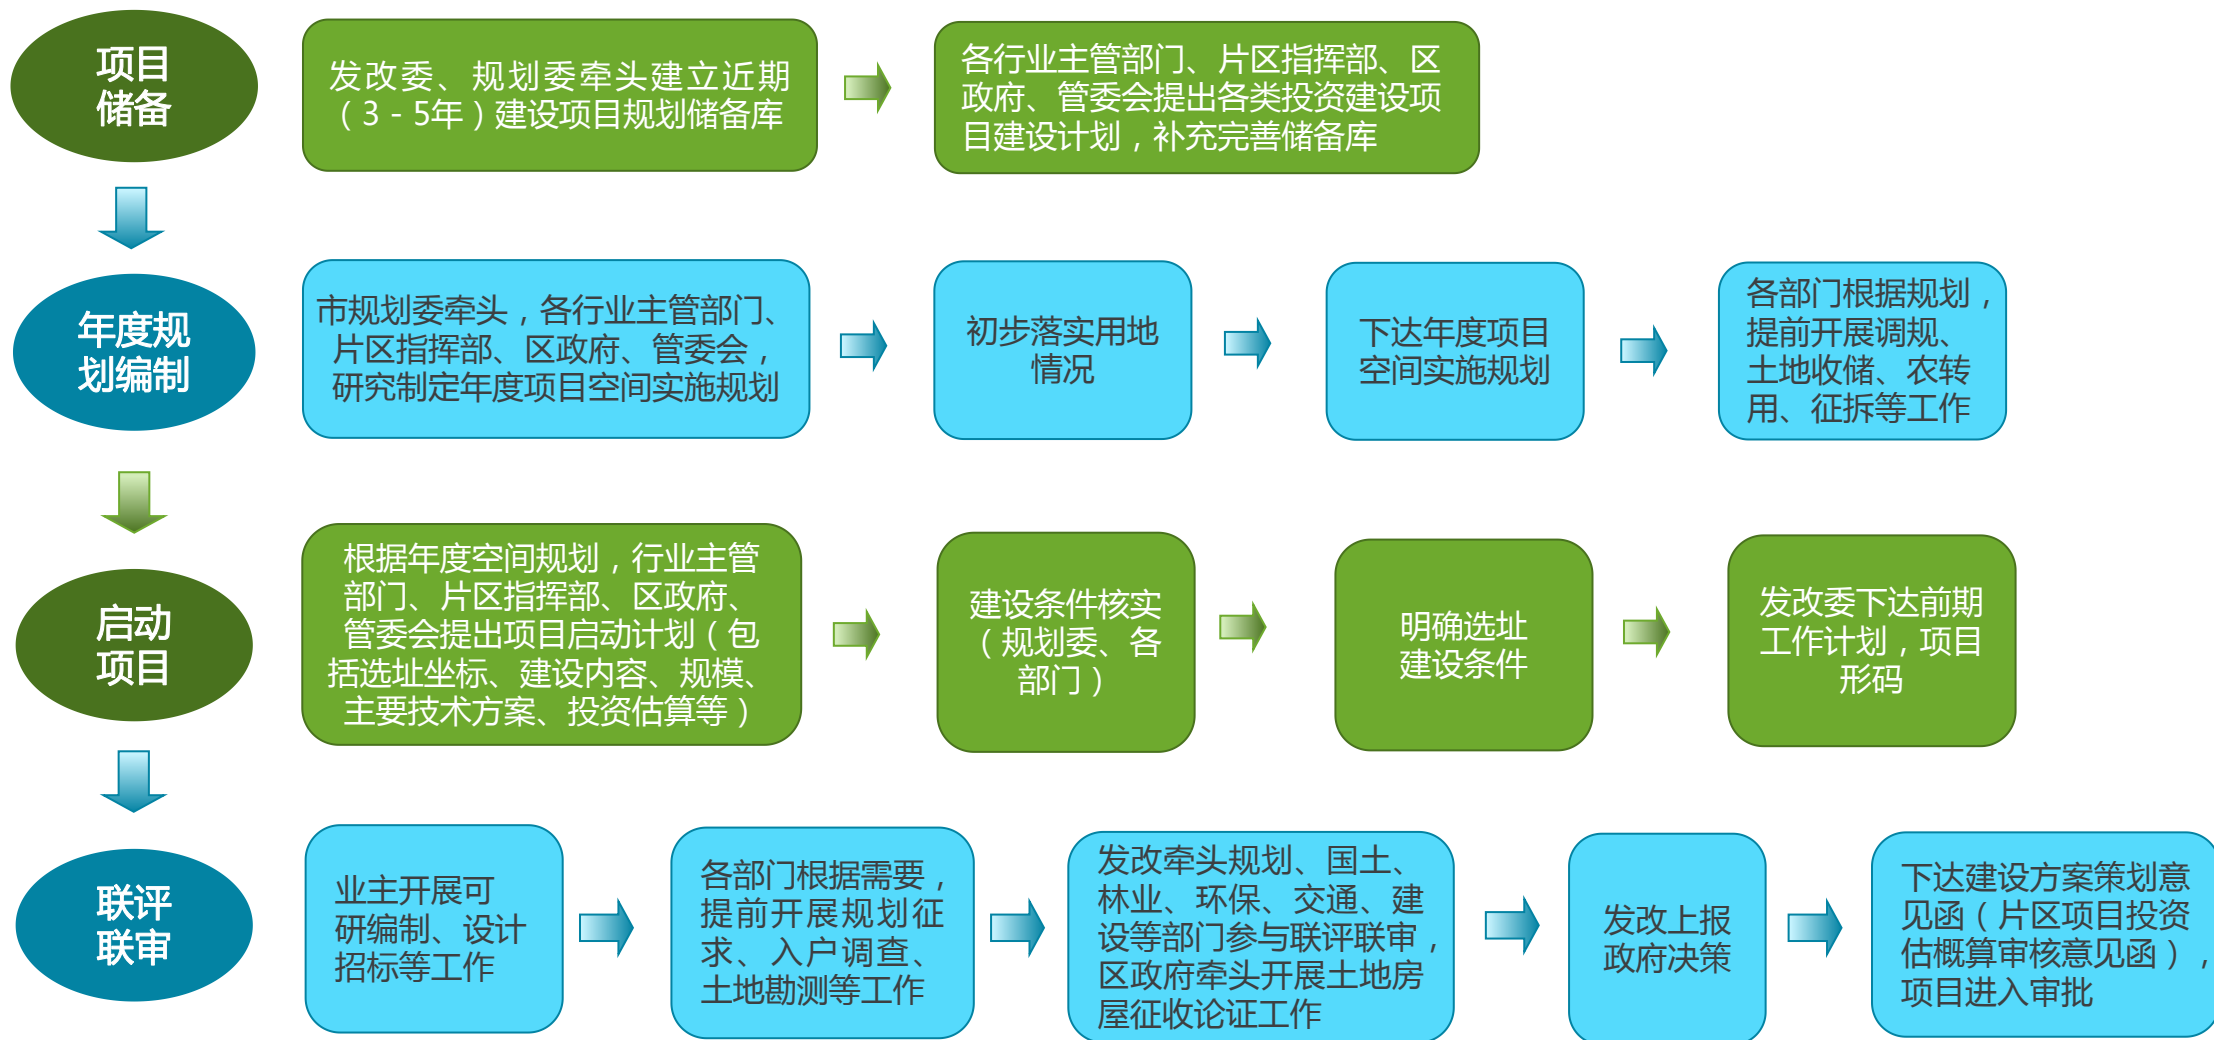 项目
储备
发改委、规划委牵头建立近期
（3-5年）建设项目规划储备库
各行业主管部门、片区指挥部、区
政府、管委会提出各类投资建设项
目建设计划，补充完善储备库
年度规
划编制
市规划委牵头，各行业主管部门、
片区指挥部、区政府、管委会，
研究制定年度项目空间实施规划
初步落实用地
情况
下达年度项目
空间实施规划
各部门根据规划，
提前开展调规、
土地收储、农转
用、征拆等工作
启动
项目
根据年度空间规划，行业主管
部门、片区指挥部、区政府、
管委会提出项目启动计划（包
括选址坐标、建设内容、规模、
主要技术方案、投资估算等）
建设条件核实
（规划委、各
部门）
明确选址
建设条件
发改委下达前期
工作计划，项目
形码
联评
联审
业主开展可
研编制、设计
招标等工作
各部门根据需要，
提前开展规划征
求、入户调查、
土地勘测等工作
发改牵头规划、国土、
林业、环保、交通、建
设等部门参与联评联审，
区政府牵头开展土地房
屋征收论证工作
发改上报
政府决策
下达建设方案策划意
见函（片区项目投资
估概算审核意见函），
项目进入审批